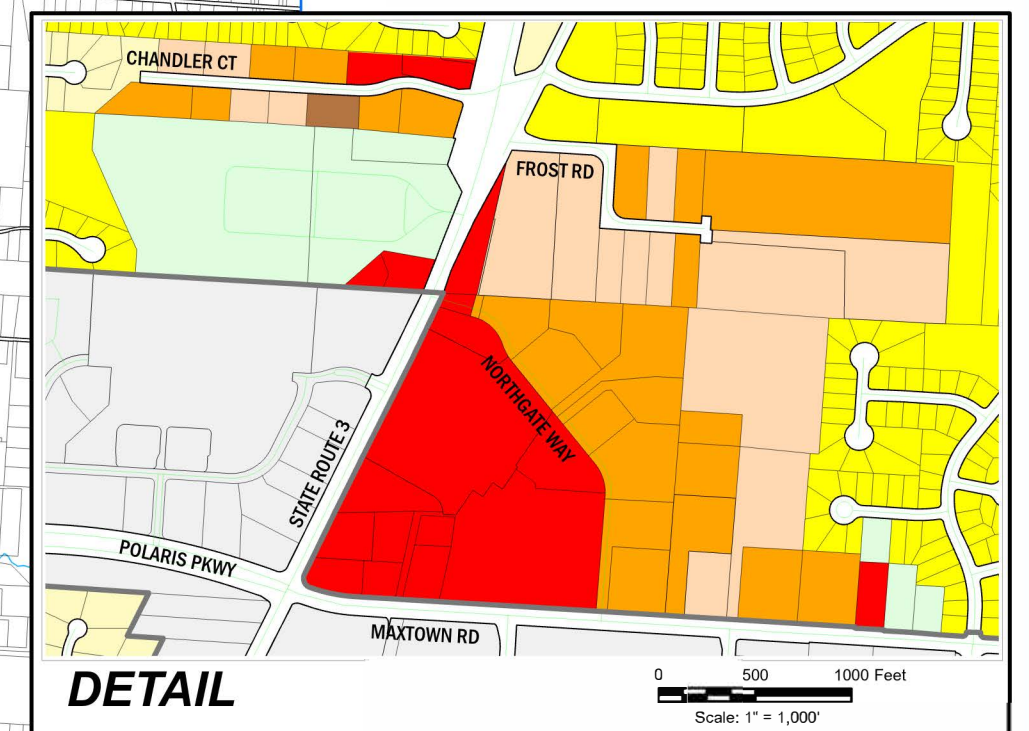 CHANDLER CT
FROST RD
NORTHGATE WAY
STATE ROUTE 3
POLARIS PKWY
MAXTOWN RD
DETAIL
0 500 1000 Feet
Scale: 1" = 1,000'